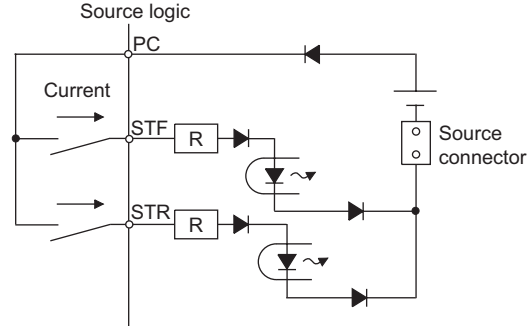 Source logic
PC
Current
STF
R
Source
connector
STR
R